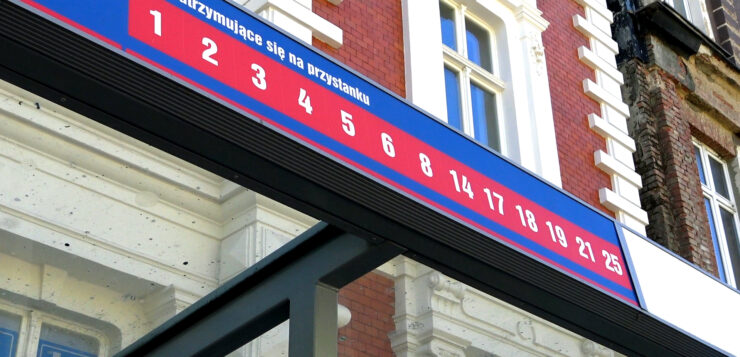 zatrzymujące się na przystanku
1 2 3 4 5 6 8 14 17 18 19 21 25